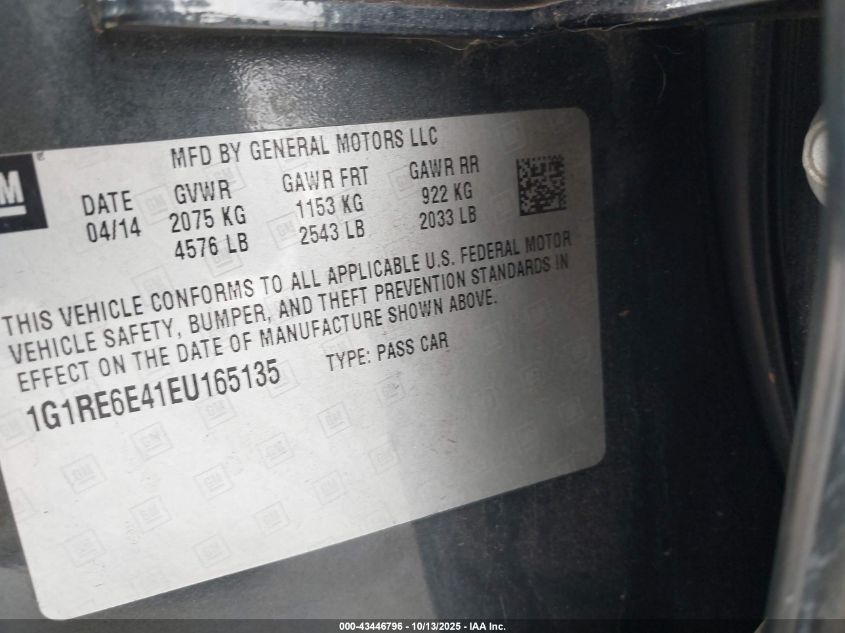 MFD BY GENERAL MOTORS LLC
DATE GVWR GAWR FRT GAWR RR
04/14 2075 KG 1153 KG 922 KG
4576 LB 2543 LB 2033 LB
THIS VEHICLE CONFORMS TO ALL APPLICABLE U.S. FEDERAL MOTOR
VEHICLE SAFETY, BUMPER, AND THEFT PREVENTION STANDARDS IN
EFFECT ON THE DATE OF MANUFACTURE SHOWN ABOVE.
1G1RE6E41EU165135 TYPE: PASS CAR
000-43446796 - 10/13/2025 - IAA Inc.